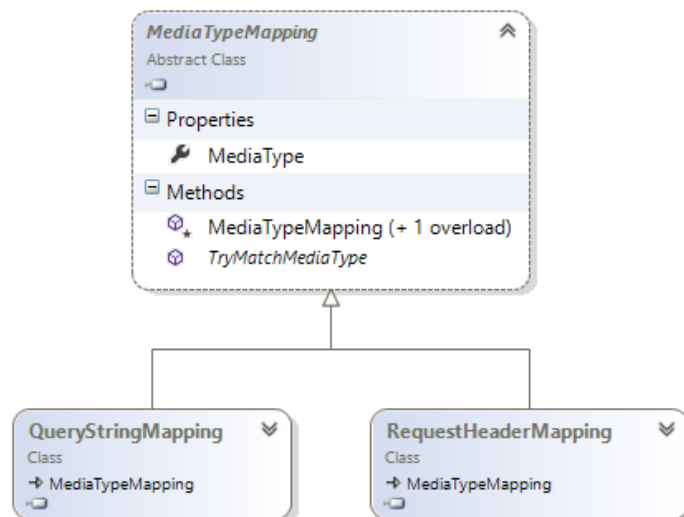 MediaTypeMapping
Abstract Class
Properties
MediaType
Methods
MediaTypeMapping (+ 1 overload)
TryMatchMediaType
QueryStringMapping
Class
MediaTypeMapping
RequestHeaderMapping
Class
MediaTypeMapping